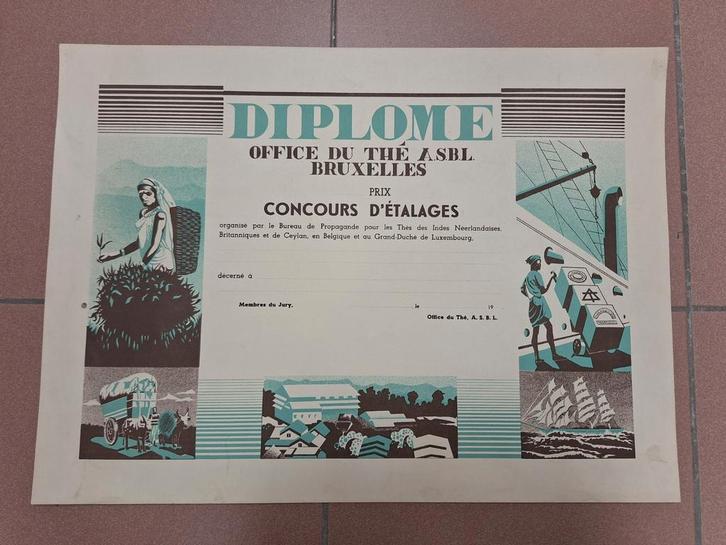 DIPLÔME
OFFICE DU THÉ A.S.B.L.
BRUXELLES
PRIX
CONCOURS D'ÉTALAGES
organisé par le Bureau de Propagande pour les Thés des Indes Néerlandaises,
Britanniques et de Ceylan, en Belgique et au Grand-Duché de Luxembourg,
décerné à
Membres du Jury,
le 19
Office du Thé, A. S. B. L.